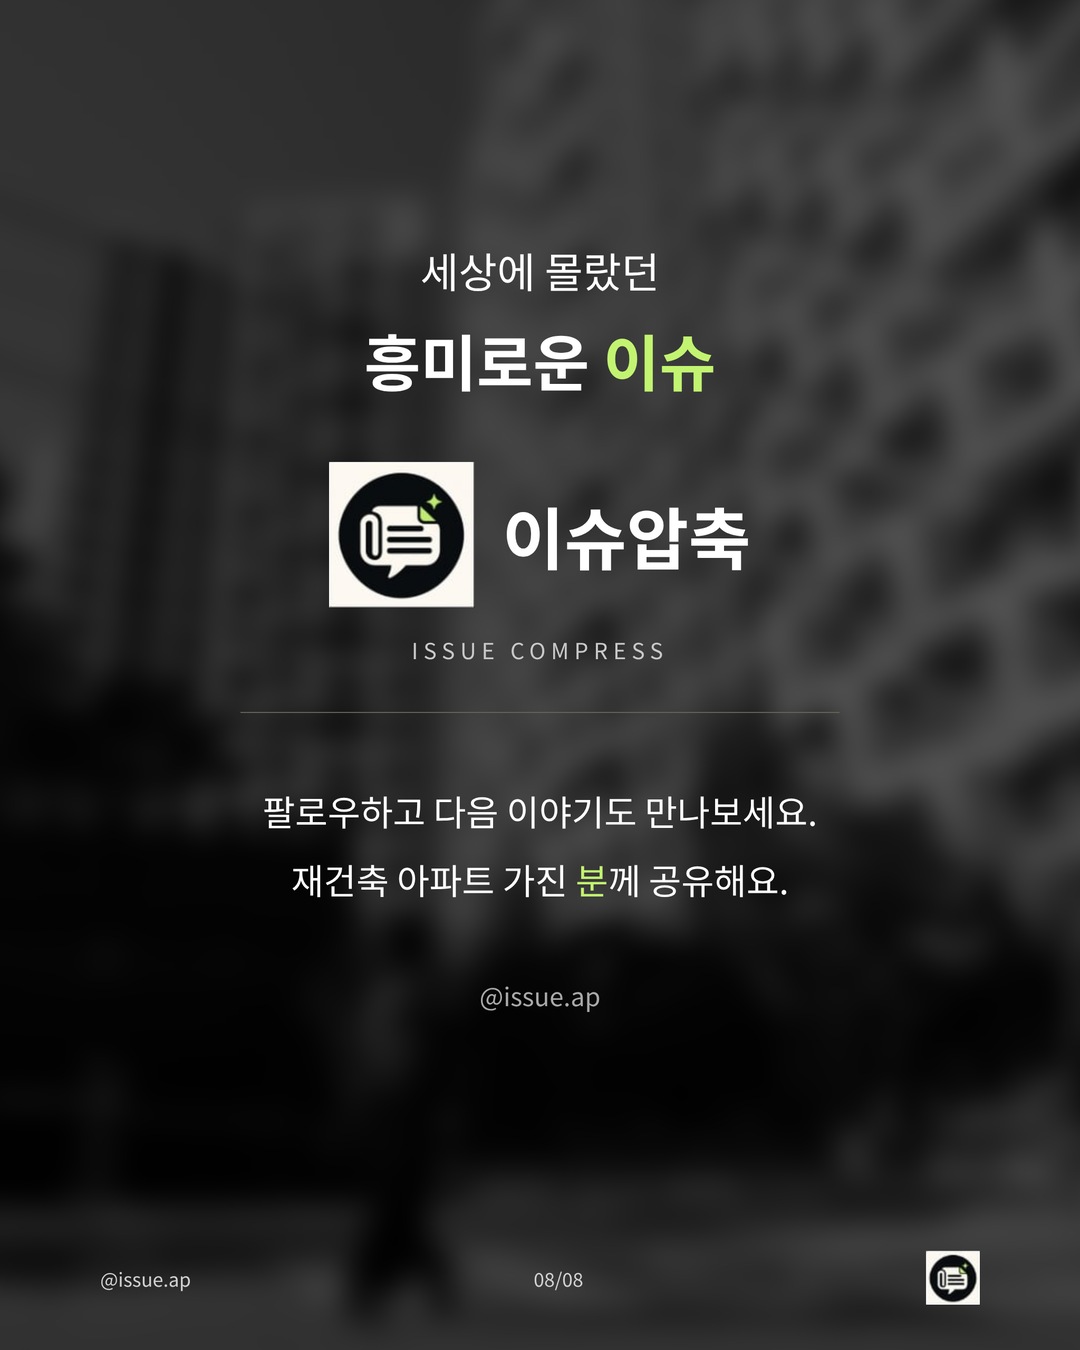 세상에 몰랐던
흥미로운 이슈
이슈압축
ISSUE COMPRESS
팔로우하고 다음 이야기도 만나보세요.
재건축 아파트 가진 분께 공유해요.
@issue.ap
@issue.ap
08/08